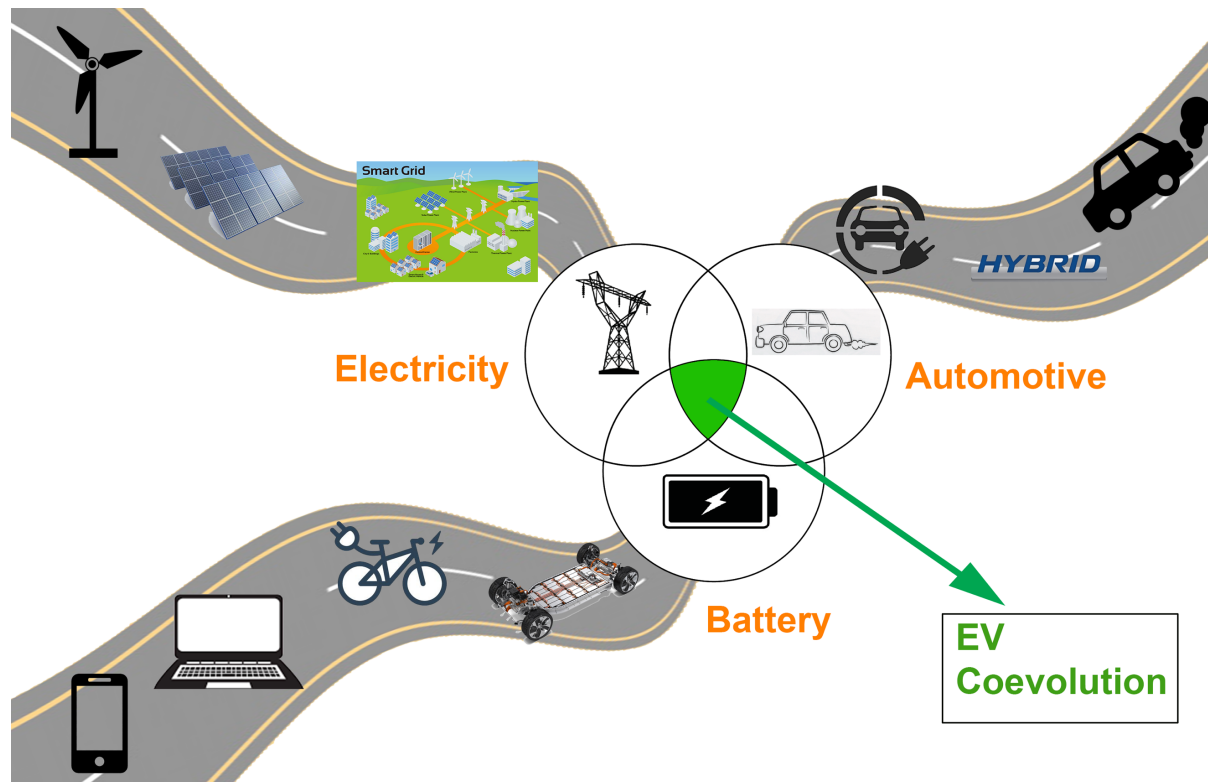 Smart Grid
HYBRID
Electricity
Automotive
Battery
EV
Coevolution